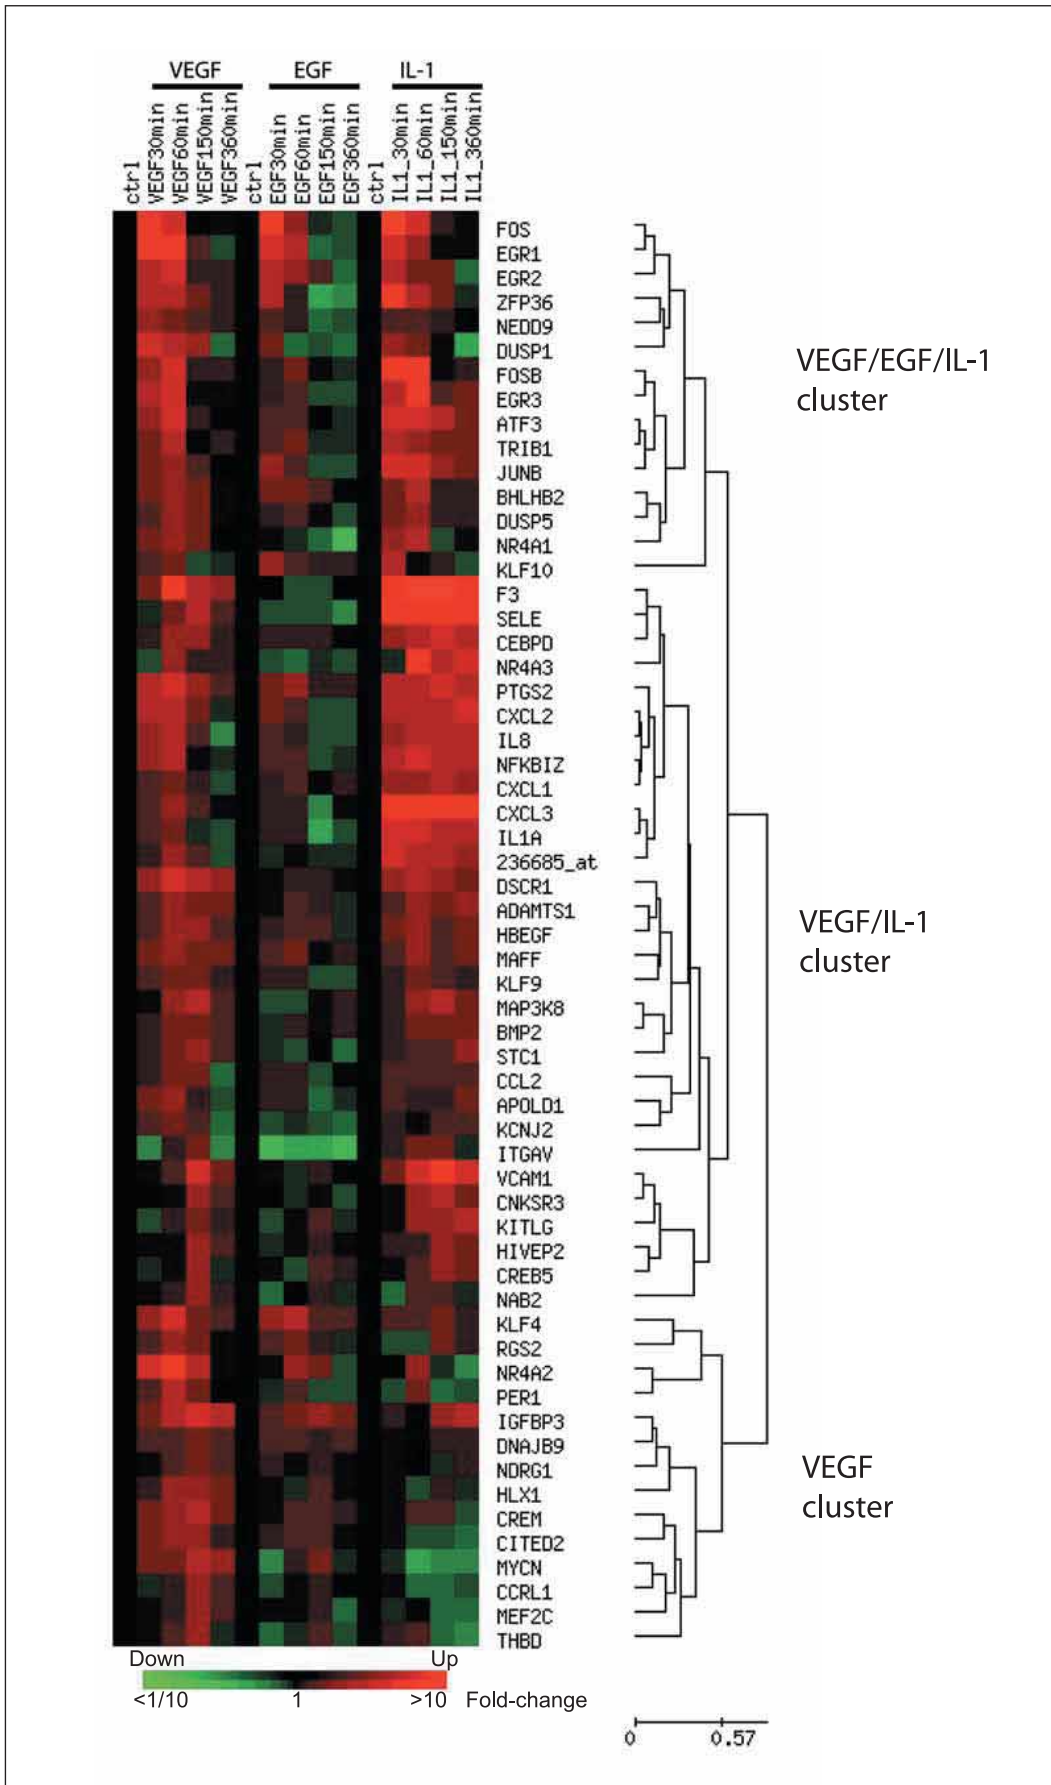 VEGF EGF IL-1
ctrl VEGF30min VEGF60min VEGF150min VEGF360min ctrl EGF30min EGF60min EGF150min EGF360min ctrl IL1_30min IL1_60min IL1_150min IL1_360min
FOS
EGR1
EGR2
ZFP36
NEDD9
DUSP1
FOSB
EGR3
ATF3
TRIB1
JUNB
BHLHB2
DUSP5
NR4A1
KLF10
VEGF/EGF/IL-1
cluster
F3
SELE
CEBPD
NR4A3
PTGS2
CXCL2
IL8
NFKBIZ
CXCL1
CXCL3
IL1A
236685_at
DSCR1
ADAMTS1
HBEGF
MAFF
KLF9
MAP3K8
BMP2
STC1
CCL2
APOLD1
KCNJ2
ITGAV
VCAM1
CNKSR3
KITLG
HIVEP2
CREB5
NAB2
VEGF/IL-1
cluster
KLF4
RGS2
NR4A2
PER1
IGFBP3
DNAJB9
NDRG1
HLX1
CREM
CITED2
MYCN
CCRL1
MEF2C
THBD
VEGF
cluster
Down Up
<1/10 1 >10 Fold-change
0 0.57